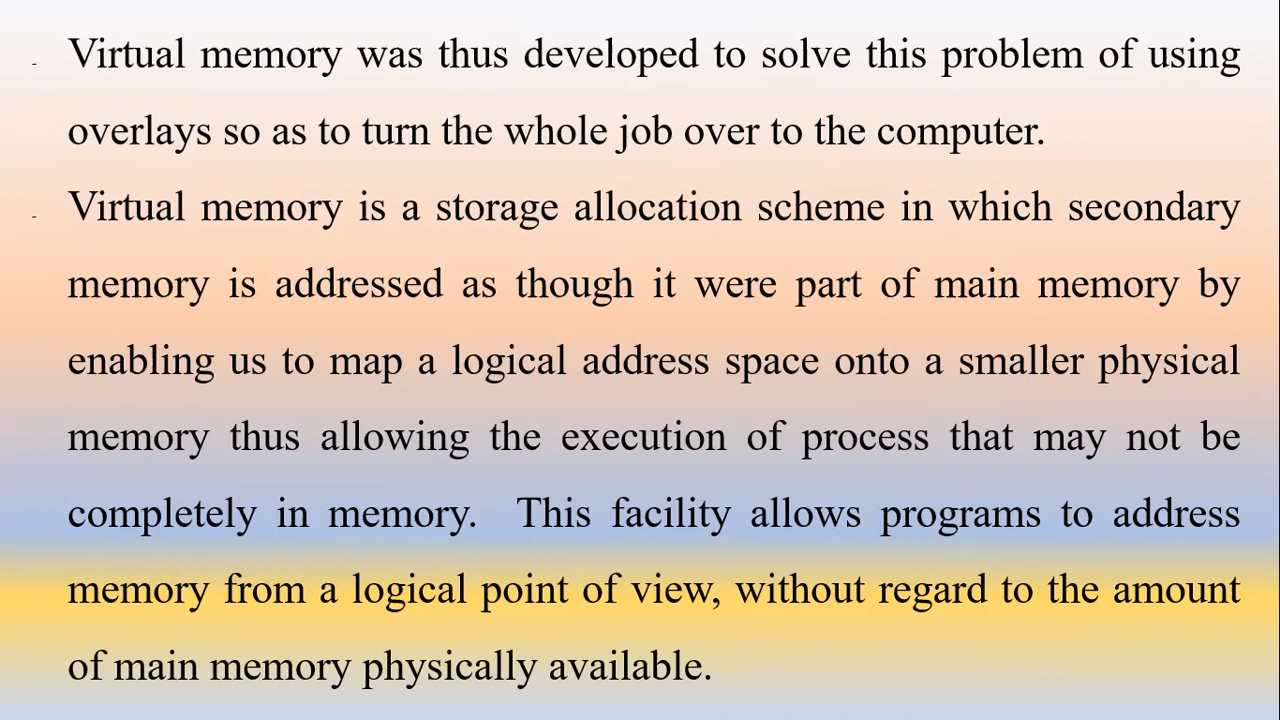 - Virtual memory was thus developed to solve this problem of using
overlays so as to turn the whole job over to the computer.
- Virtual memory is a storage allocation scheme in which secondary
memory is addressed as though it were part of main memory by
enabling us to map a logical address space onto a smaller physical
memory thus allowing the execution of process that may not be
completely in memory.  This facility allows programs to address
memory from a logical point of view, without regard to the amount
of main memory physically available.